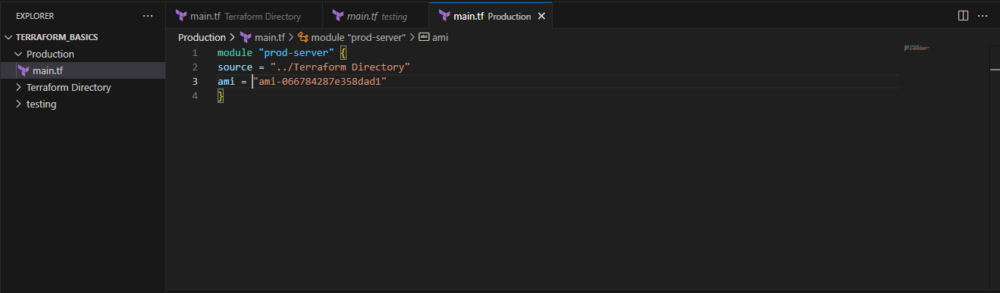 EXPLORER ···
TERRAFORM_BASICS
Production
main.tf
Terraform Directory
testing
main.tf Terraform Directory
main.tf testing
main.tf Production
Production > main.tf > module "prod-server" > abc ami
1 module "prod-server" {
2 source = "../Terraform Directory"
3 ami = "ami-066784287e358dad1"
4 }